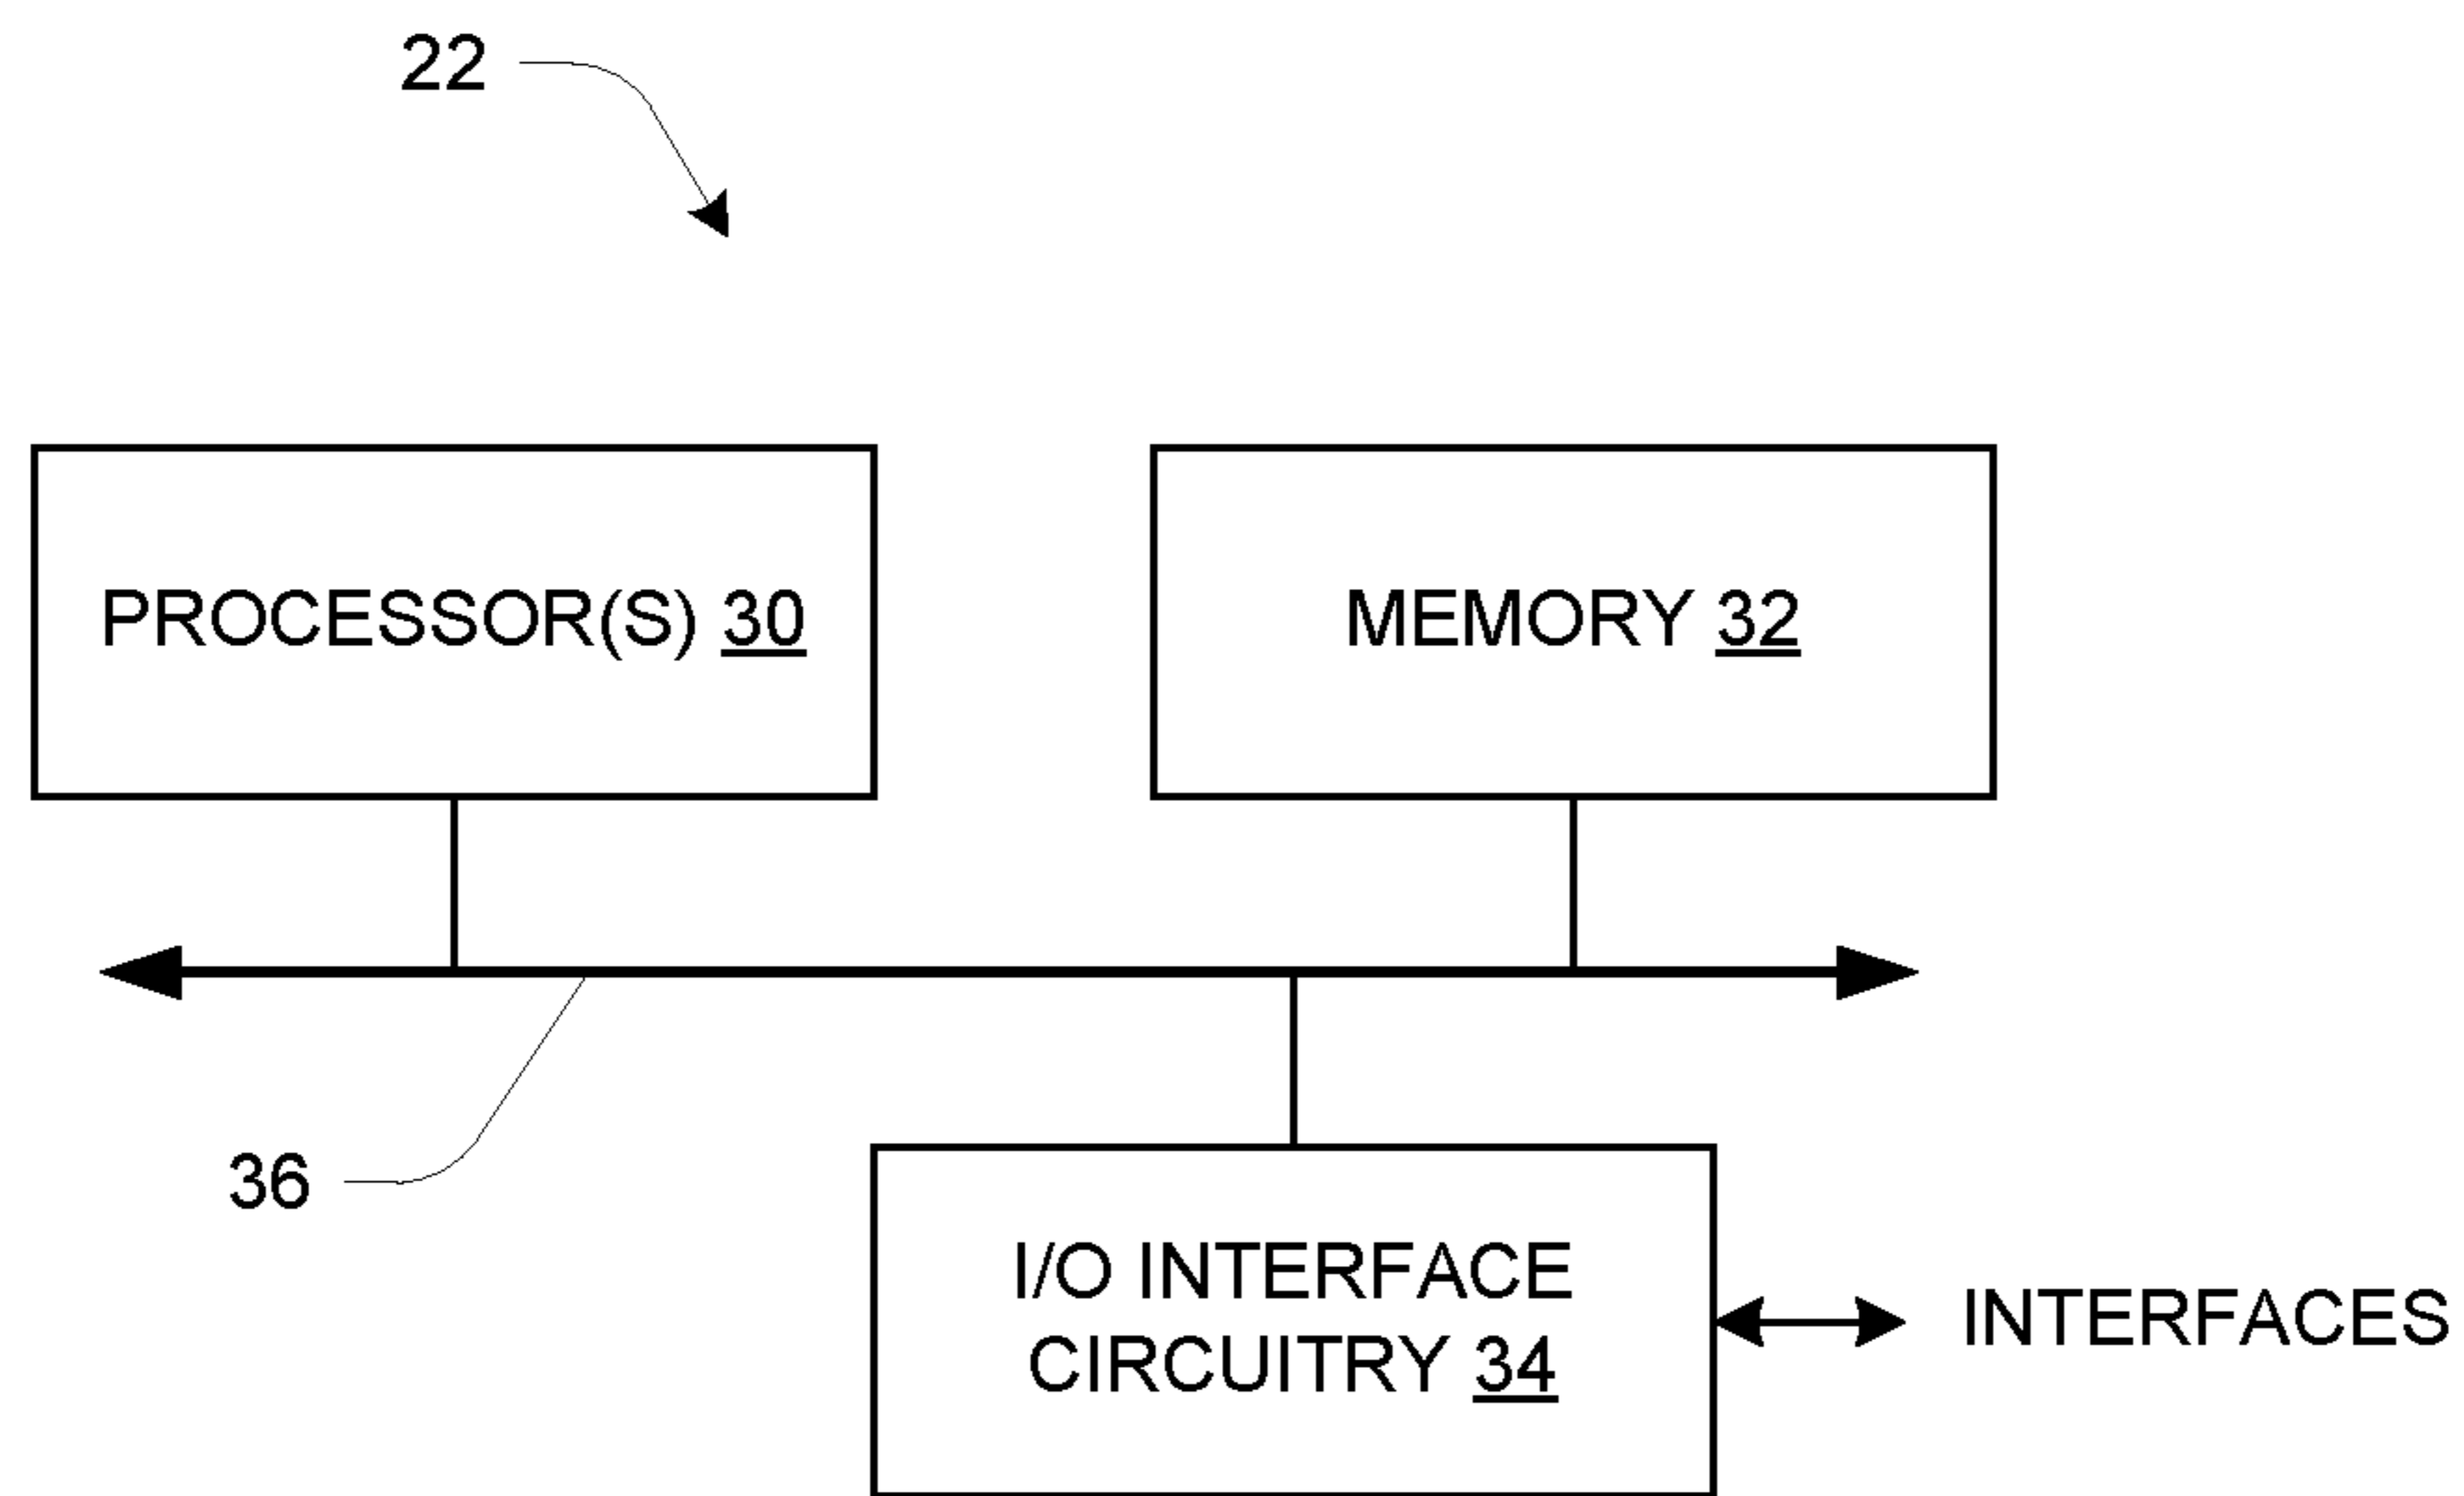 22
PROCESSOR(S) 30
MEMORY 32
36
I/O INTERFACE
CIRCUITRY 34
INTERFACES